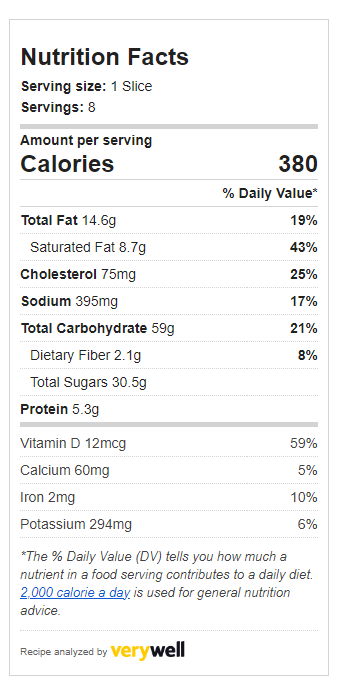 Nutrition Facts
Serving size: 1 Slice
Servings: 8
Amount per serving
Calories 380
% Daily Value*
Total Fat 14.6g 19%
Saturated Fat 8.7g 43%
Cholesterol 75mg 25%
Sodium 395mg 17%
Total Carbohydrate 59g 21%
Dietary Fiber 2.1g 8%
Total Sugars 30.5g
Protein 5.3g
Vitamin D 12mcg 59%
Calcium 60mg 5%
Iron 2mg 10%
Potassium 294mg 6%
*The % Daily Value (DV) tells you how much a
nutrient in a food serving contributes to a daily diet.
2,000 calorie a day is used for general nutrition
advice.
Recipe analyzed by verywell